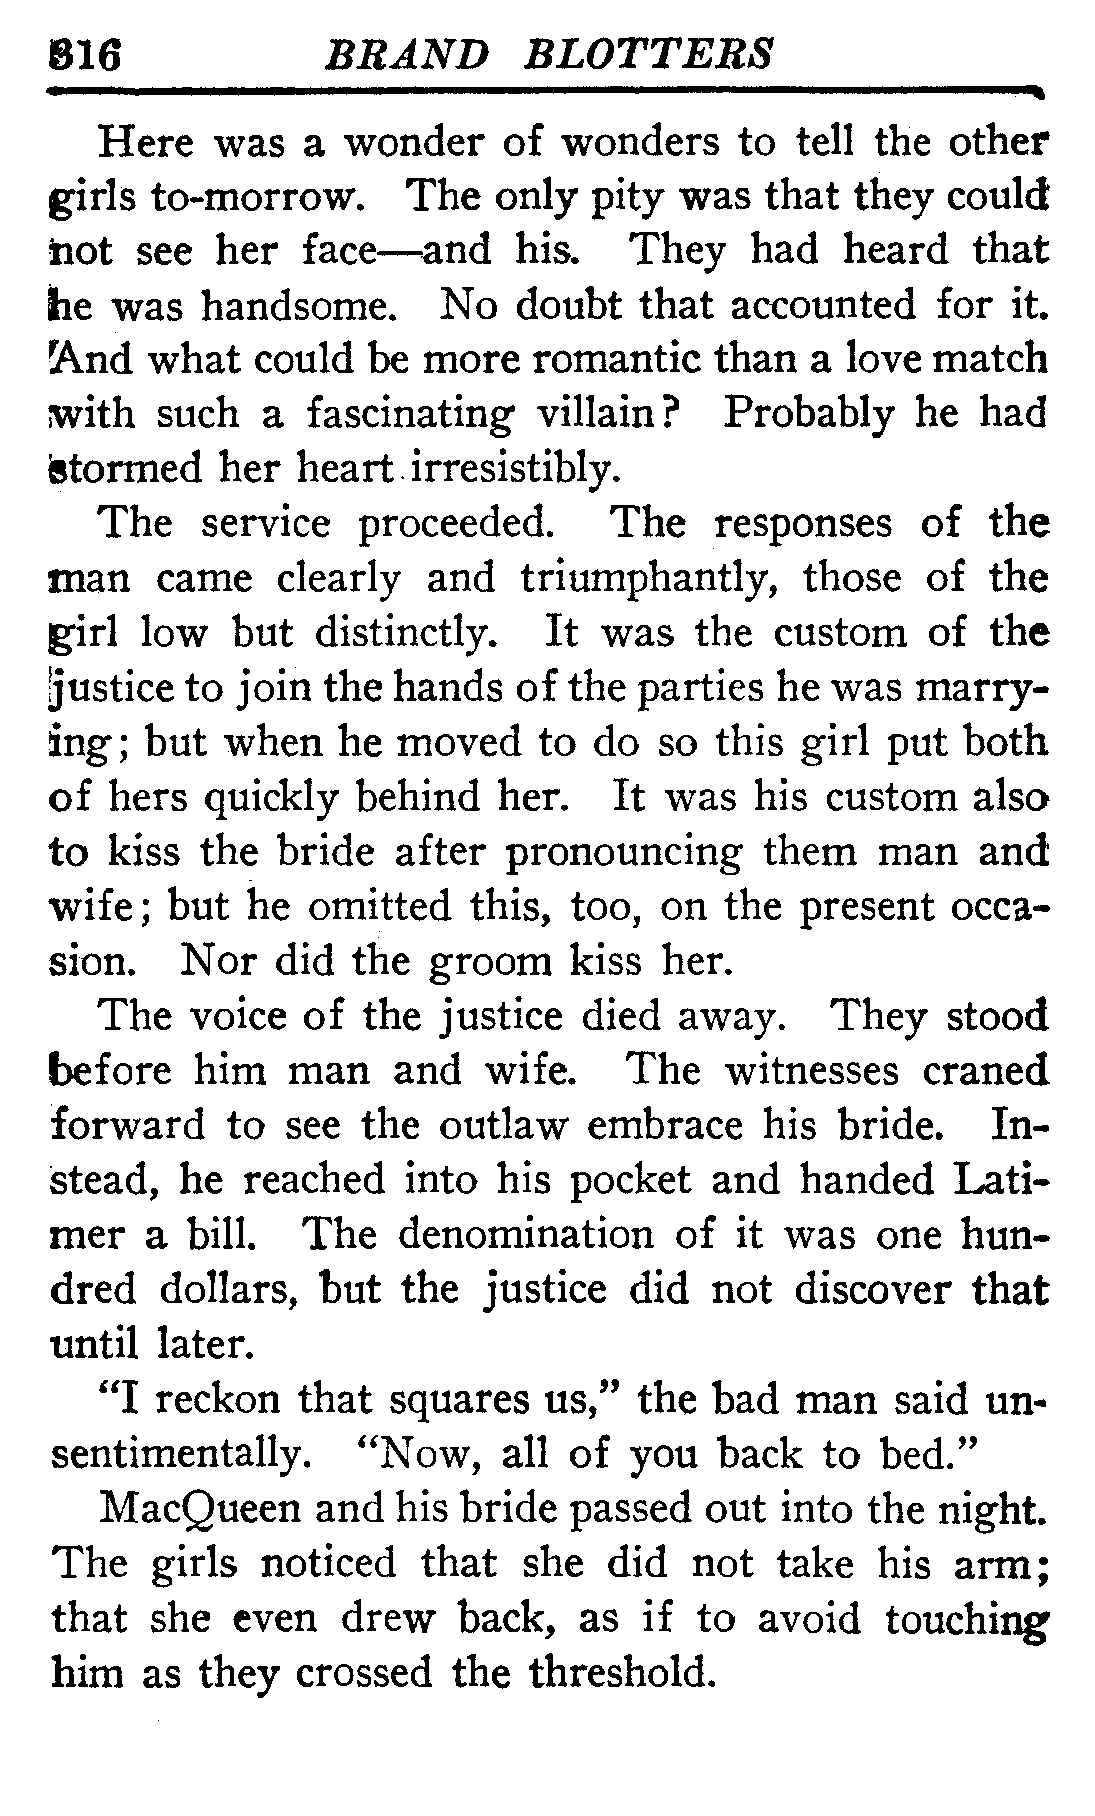 316 BRAND BLOTTERS
Here was a wonder of wonders to tell the other
girls to-morrow. The only pity was that they could
not see her face—and his. They had heard that
he was handsome. No doubt that accounted for it.
And what could be more romantic than a love match
with such a fascinating villain? Probably he had
stormed her heart irresistibly.
The service proceeded. The responses of the
man came clearly and triumphantly, those of the
girl low but distinctly. It was the custom of the
justice to join the hands of the parties he was marry-
ing; but when he moved to do so this girl put both
of hers quickly behind her. It was his custom also
to kiss the bride after pronouncing them man and
wife; but he omitted this, too, on the present occa-
sion. Nor did the groom kiss her.
The voice of the justice died away. They stood
before him man and wife. The witnesses craned
forward to see the outlaw embrace his bride. In-
stead, he reached into his pocket and handed Lati-
mer a bill. The denomination of it was one hun-
dred dollars, but the justice did not discover that
until later.
“I reckon that squares us,” the bad man said un-
sentimentally. “Now, all of you back to bed.”
MacQueen and his bride passed out into the night.
The girls noticed that she did not take his arm;
that she even drew back, as if to avoid touching
him as they crossed the threshold.